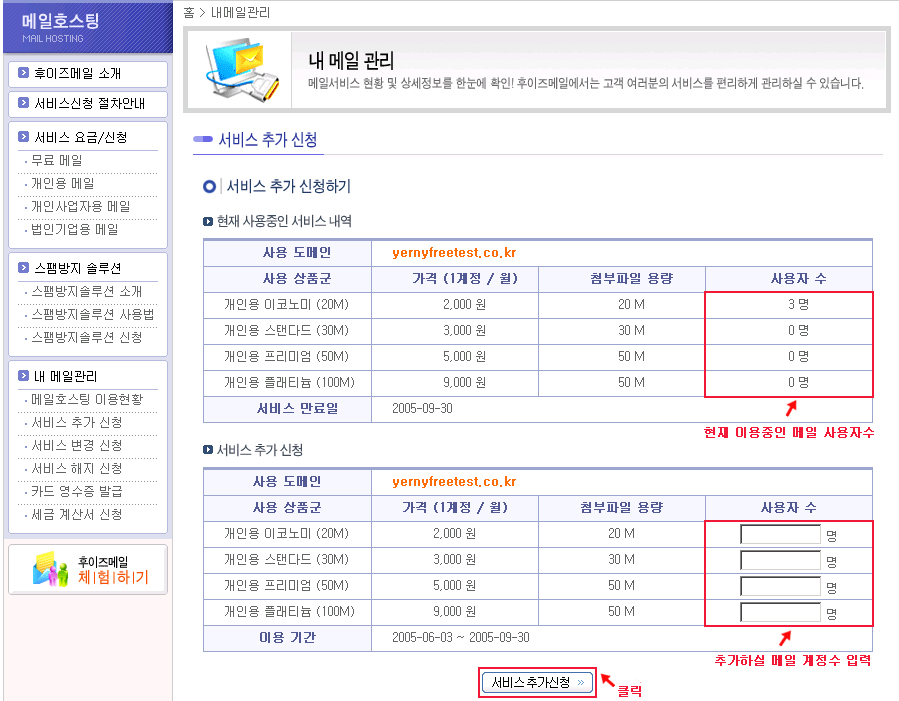 메일호스팅
MAIL HOSTING
후이즈메일 소개
서비스신청 절차안내
서비스 요금/신청
무료 메일
개인용 메일
개인사업자용 메일
법인기업용 메일
스팸방지 솔루션
스팸방지솔루션 소개
스팸방지솔루션 사용법
스팸방지솔루션 신청
내 메일관리
메일호스팅 이용현황
서비스 추가 신청
서비스 변경 신청
서비스 해지 신청
카드 영수증 발급
세금 계산서 신청
후이즈메일
체|험|하|기
홈 > 내메일관리
내 메일 관리
메일서비스 현황 및 상세정보를 한눈에 확인! 후이즈메일에서는 고객 여러분의 서비스를 편리하게 관리하실 수 있습니다.
서비스 추가 신청
서비스 추가 신청하기
현재 사용중인 서비스 내역
사용 도메인 yernyfreetest.co.kr
사용 상품군 가격 (1계정 / 월) 첨부파일 용량 사용자 수
개인용 이코노미 (20M) 2,000 원 20 M 3 명
개인용 스탠다드 (30M) 3,000 원 30 M 0 명
개인용 프리미엄 (50M) 5,000 원 50 M 0 명
개인용 플래티늄 (100M) 9,000 원 50 M 0 명
서비스 만료일 2005-09-30
현재 이용중인 메일 사용자수
서비스 추가 신청
사용 도메인 yernyfreetest.co.kr
사용 상품군 가격 (1계정 / 월) 첨부파일 용량 사용자 수
개인용 이코노미 (20M) 2,000 원 20 M 명
개인용 스탠다드 (30M) 3,000 원 30 M 명
개인용 프리미엄 (50M) 5,000 원 50 M 명
개인용 플래티늄 (100M) 9,000 원 50 M 명
이용 기간 2005-06-03 ~ 2005-09-30
추가하실 메일 계정수 입력
서비스 추가신청 »
클릭